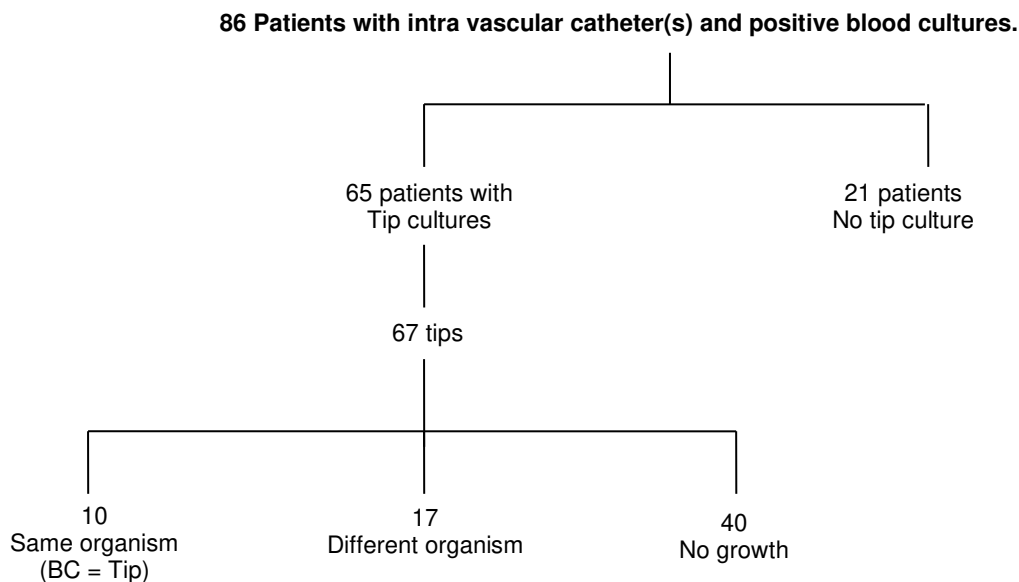 86 Patients with intra vascular catheter(s) and positive blood cultures.
65 patients with
Tip cultures
21 patients
No tip culture
67 tips
10
Same organism
(BC = Tip)
17
Different organism
40
No growth